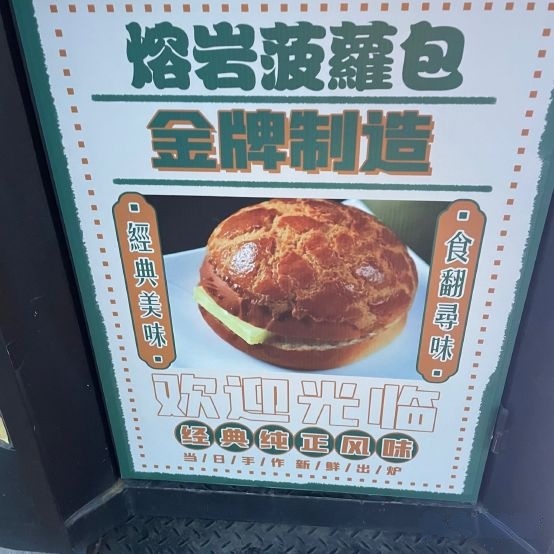 熔岩菠蘿包
金牌制造
·經典美味·
·食翻尋味·
欢迎光临
经典纯正风味
当/日/手/作 新/鲜/出/炉